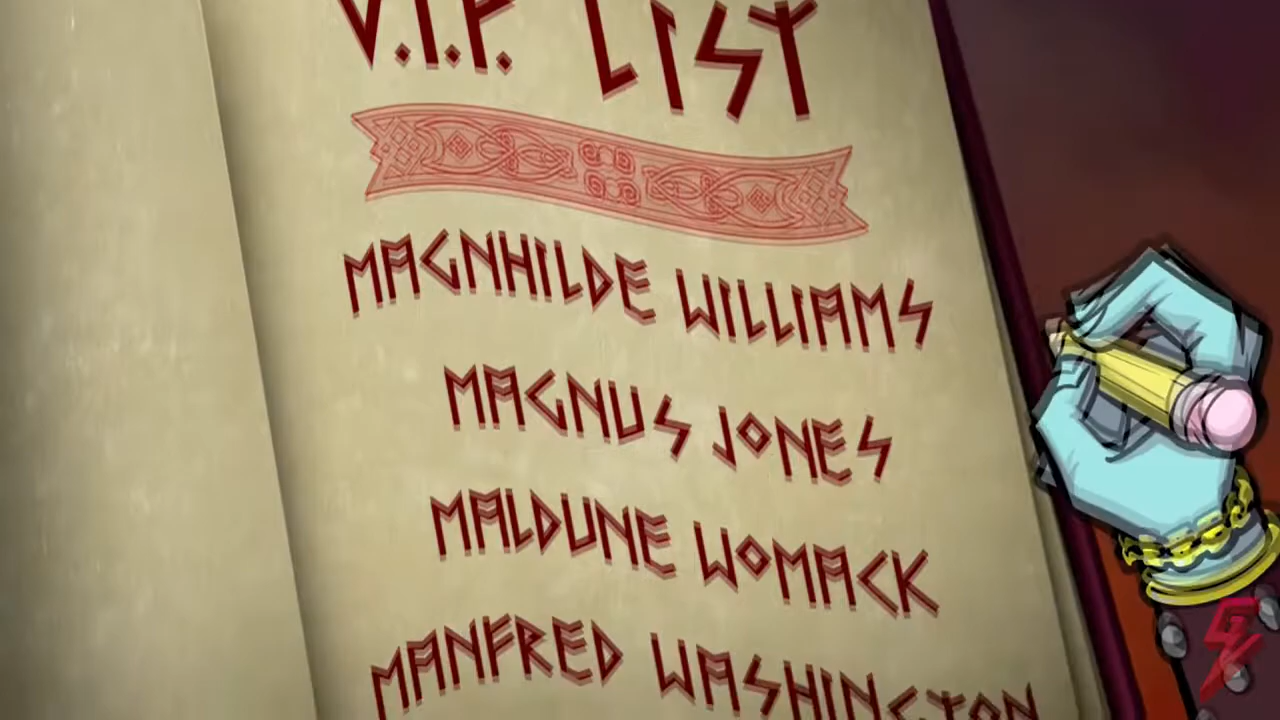 V.I.P. LIST
MAGNHILDE WILLIAMS
MAGNUS JONES
MALDUNE WOMACK
MANFRED WASHINGTON